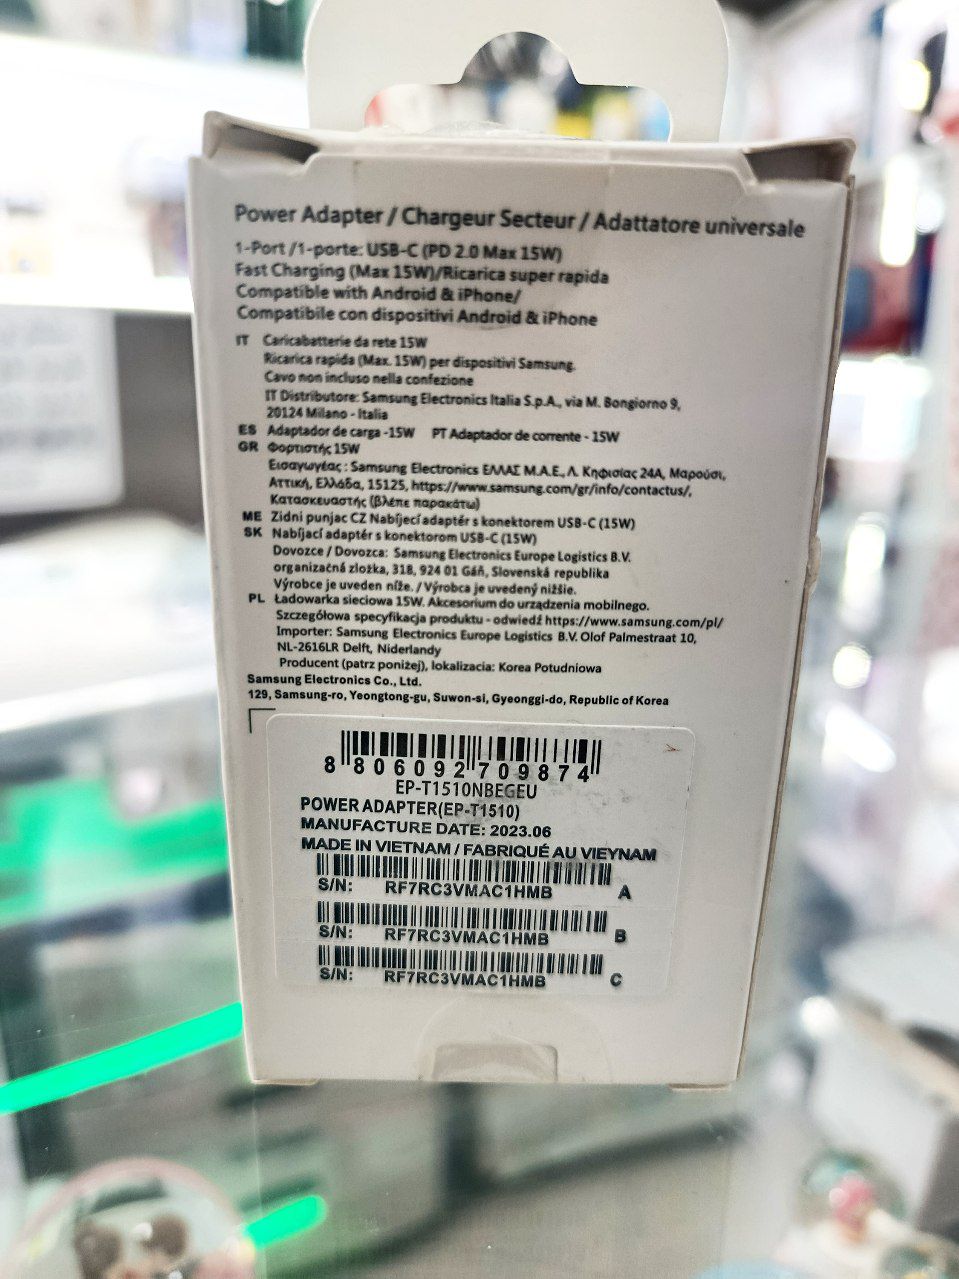 Power Adapter / Chargeur Secteur / Adattatore universale
1-Port /1-porte: USB-C (PD 2.0 Max 15W)
Fast Charging (Max 15W)/Ricarica super rapida
Compatible with Android & iPhone/
Compatibile con dispositivi Android & iPhone
IT Caricabatterie da rete 15W
Ricarica rapida (Max. 15W) per dispositivi Samsung.
Cavo non incluso nella confezione
IT Distributore: Samsung Electronics Italia S.p.A., via M. Bongiorno 9,
20124 Milano - Italia
ES Adaptador de carga -15W PT Adaptador de corrente - 15W
GR Φορτιστής 15W
Εισαγωγέας : Samsung Electronics ΕΛΛΑΣ Μ.Α.Ε., Λ. Κηφισίας 24A, Μαρούσι,
Αττική, Ελλάδα, 15125, https://www.samsung.com/gr/info/contactus/,
Κατασκευαστής (βλέπε παρακάτω)
ME Zidni punjac CZ Nabíjecí adaptér s konektorem USB-C (15W)
SK Nabíjací adaptér s konektorom USB-C (15W)
Dovozce / Dovozca: Samsung Electronics Europe Logistics B.V.
organizačná zložka, 318, 924 01 Gáň, Slovenská republika
Výrobce je uveden níže. / Výrobca je uvedený nižšie.
PL Ładowarka sieciowa 15W. Akcesorium do urządzenia mobilnego.
Szczegółowa specyfikacja produktu - odwiedź https://www.samsung.com/pl/
Importer: Samsung Electronics Europe Logistics B.V. Olof Palmestraat 10,
NL-2616LR Delft, Niderlandy
Producent (patrz poniżej), lokalizacia: Korea Potudniowa
Samsung Electronics Co., Ltd.
129, Samsung-ro, Yeongtong-gu, Suwon-si, Gyeonggi-do, Republic of Korea
8 806092 709874
EP-T1510NBEGEU
POWER ADAPTER(EP-T1510)
MANUFACTURE DATE: 2023.06
MADE IN VIETNAM / FABRIQUÉ AU VIEYNAM
S/N: RF7RC3VMAC1HMB A
S/N: RF7RC3VMAC1HMB B
S/N: RF7RC3VMAC1HMB C